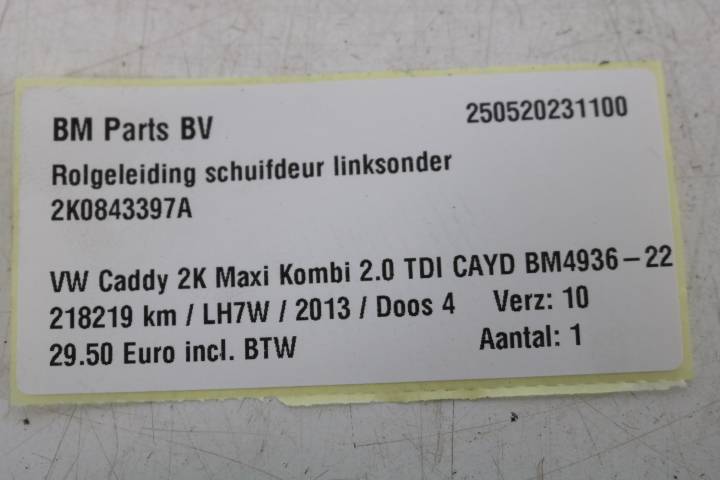 BM Parts BV 250520231100
Rolgeleiding schuifdeur linksonder
2K0843397A
VW Caddy 2K Maxi Kombi 2.0 TDI CAYD BM4936-22
218219 km / LH7W / 2013 / Doos 4 Verz: 10
29.50 Euro incl. BTW Aantal: 1